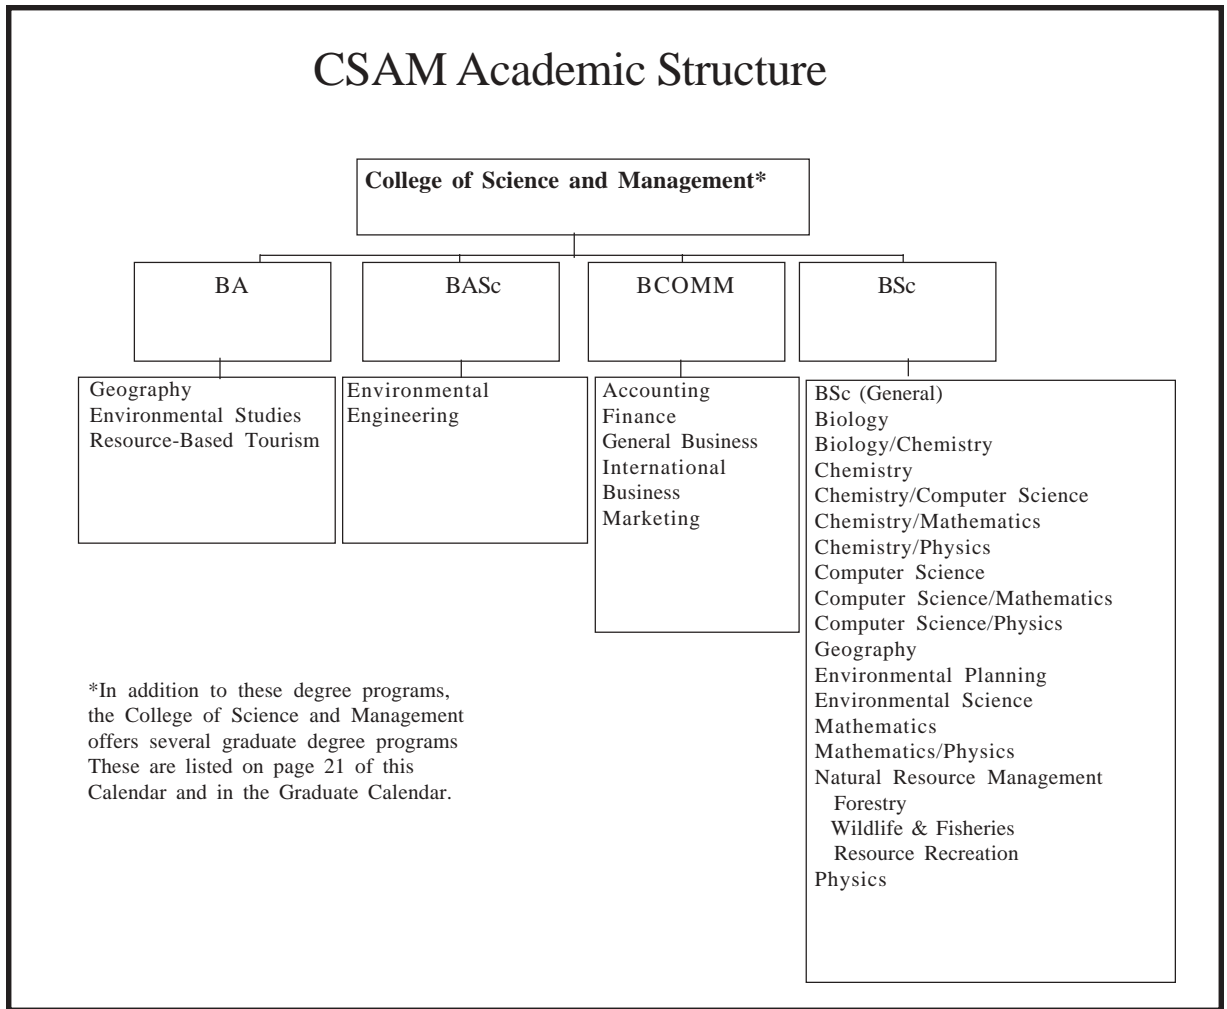 CSAM Academic Structure
College of Science and Management*
BA
BASc
BCOMM
BSc
Geography
Environmental Studies
Resource-Based Tourism
Environmental
Engineering
Accounting
Finance
General Business
International
Business
Marketing
BSc (General)
Biology
Biology/Chemistry
Chemistry
Chemistry/Computer Science
Chemistry/Mathematics
Chemistry/Physics
Computer Science
Computer Science/Mathematics
Computer Science/Physics
Geography
Environmental Planning
Environmental Science
Mathematics
Mathematics/Physics
Natural Resource Management
Forestry
Wildlife & Fisheries
Resource Recreation
Physics
*In addition to these degree programs,
the College of Science and Management
offers several graduate degree programs
These are listed on page 21 of this
Calendar and in the Graduate Calendar.